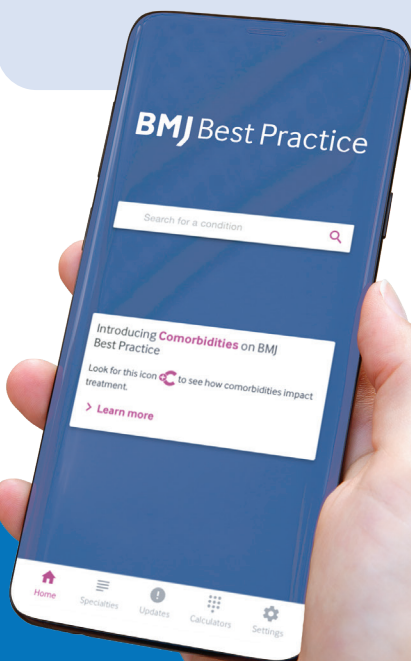 BMJ Best Practice
Search for a condition
Introducing Comorbidities on BMJ
Best Practice
Look for this icon +C to see how comorbidities impact
treatment.
> Learn more
Home Specialties Updates Calculators Settings